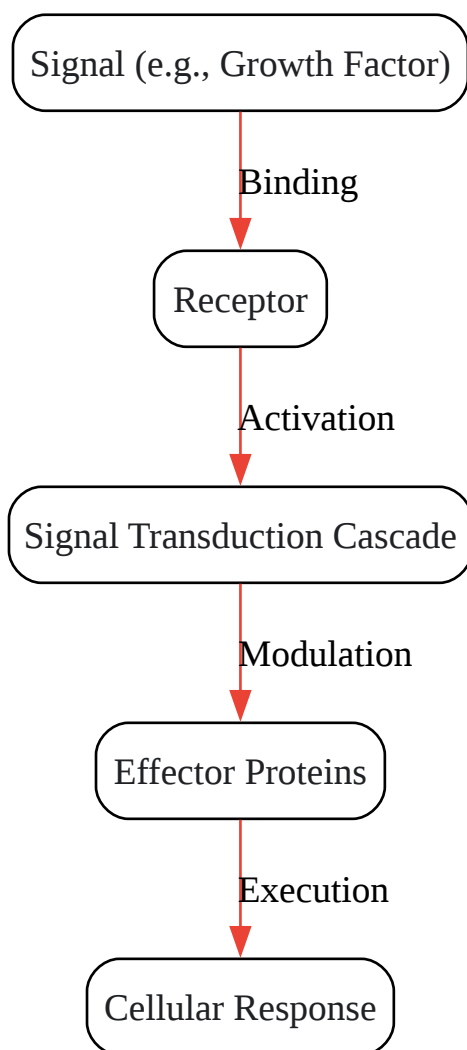 Signal (e.g., Growth Factor)
Binding
Receptor
Activation
Signal Transduction Cascade
Modulation
Effector Proteins
Execution
Cellular Response